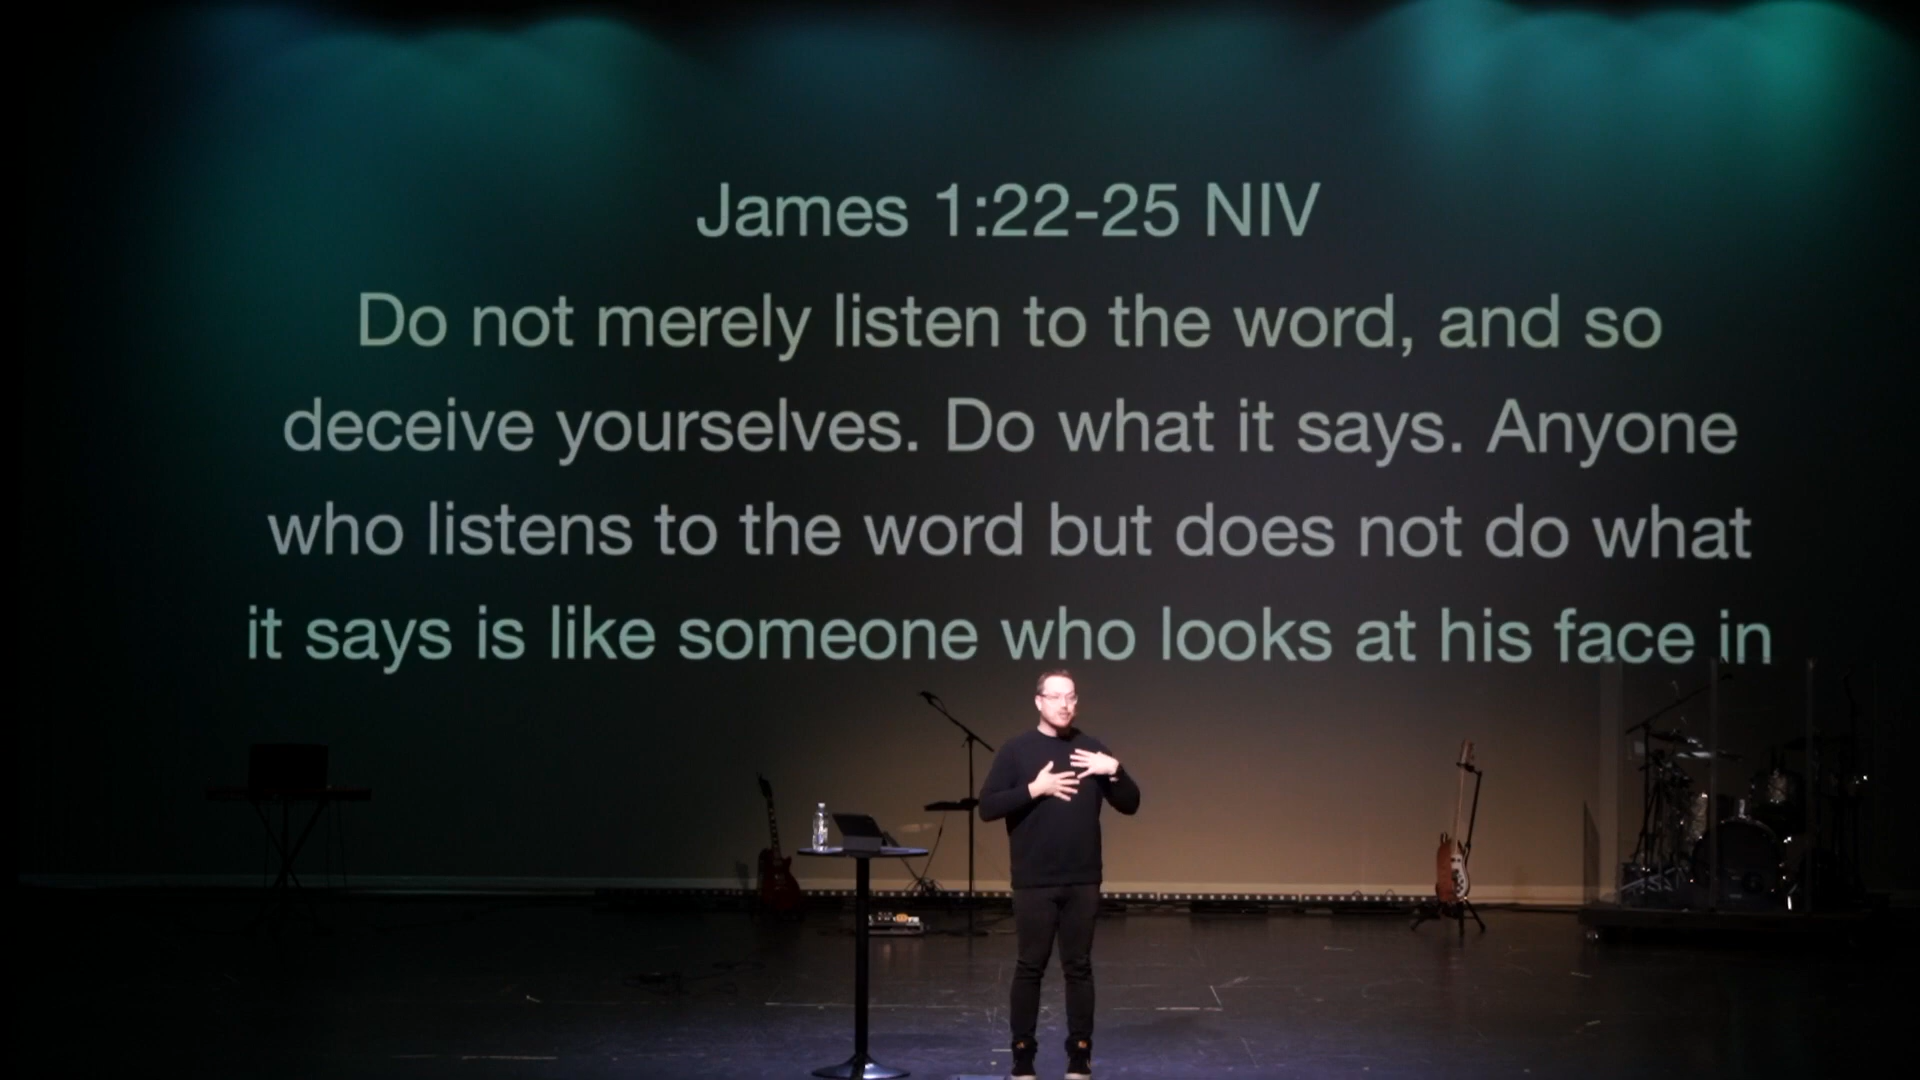 James 1:22-25 NIV
Do not merely listen to the word, and so
deceive yourselves. Do what it says. Anyone
who listens to the word but does not do what
it says is like someone who looks at his face in